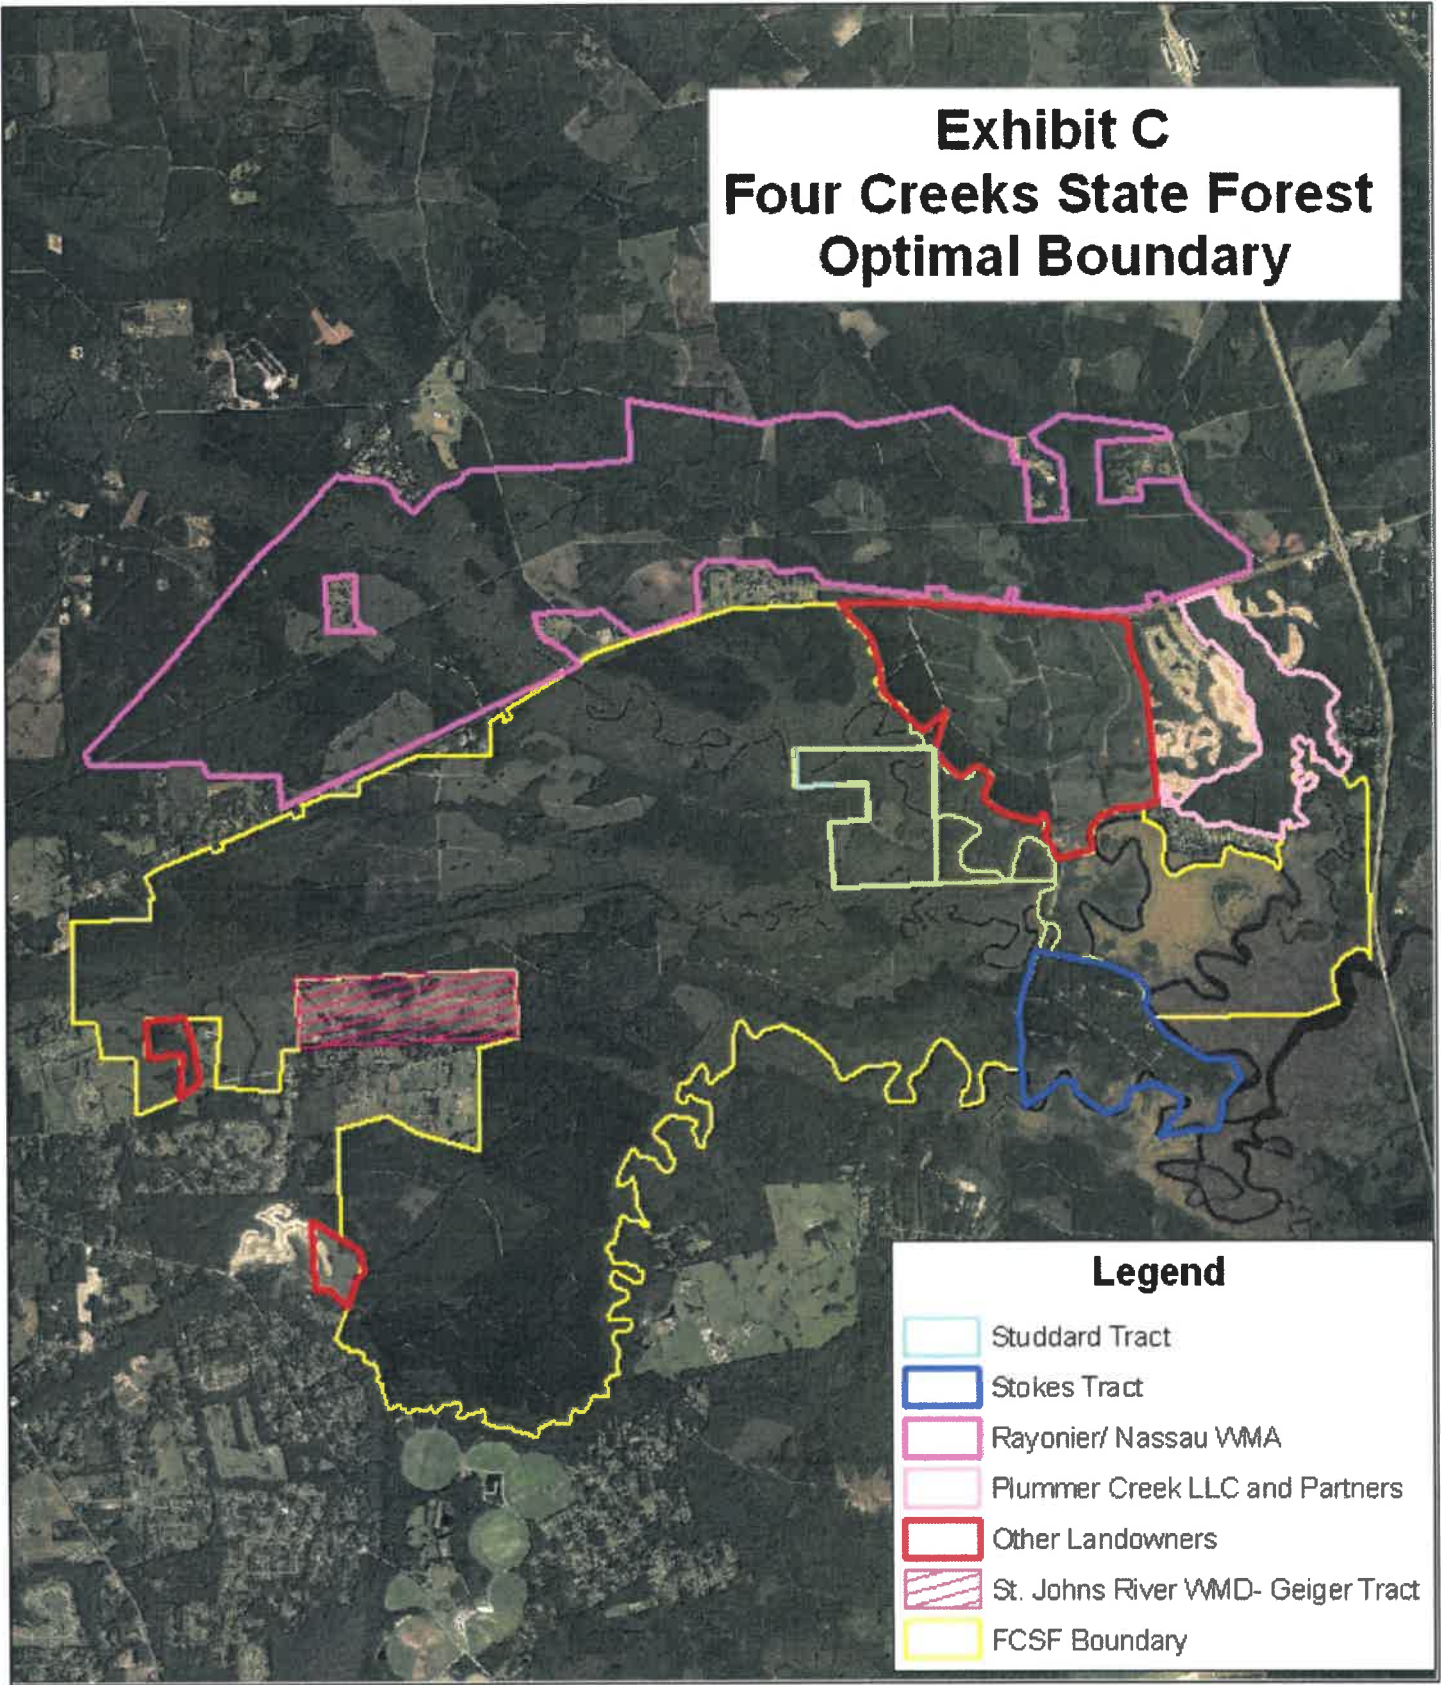 Exhibit C
Four Creeks State Forest
Optimal Boundary
Legend
Studdard Tract
Stokes Tract
Rayonier/ Nassau WMA
Plummer Creek LLC and Partners
Other Landowners
St. Johns River WMD- Geiger Tract
FCSF Boundary